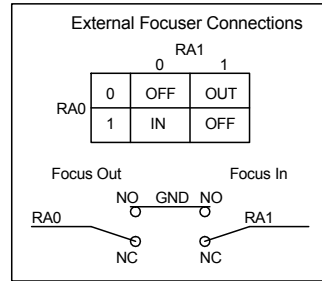 External Focuser Connections
RA1
0 1
RA0
0 OFF OUT
1 IN OFF
Focus Out Focus In
NO GND NO
RA0 RA1
NC NC